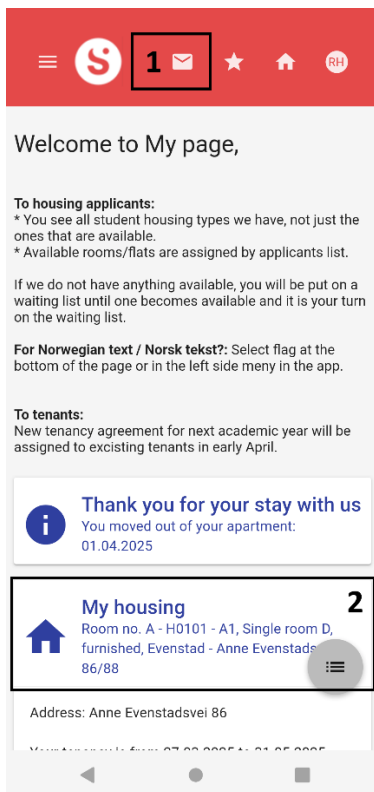 1
RH
Welcome to My page,
To housing applicants:
* You see all student housing types we have, not just the
ones that are available.
* Available rooms/flats are assigned by applicants list.
If we do not have anything available, you will be put on a
waiting list until one becomes available and it is your turn
on the waiting list.
For Norwegian text / Norsk tekst?: Select flag at the
bottom of the page or in the left side meny in the app.
To tenants:
New tenancy agreement for next academic year will be
assigned to excisting tenants in early April.
Thank you for your stay with us
You moved out of your apartment:
01.04.2025
2
My housing
Room no. A - H0101 - A1, Single room D,
furnished, Evenstad - Anne
86/88
Address: Anne Evenstadsvei 86